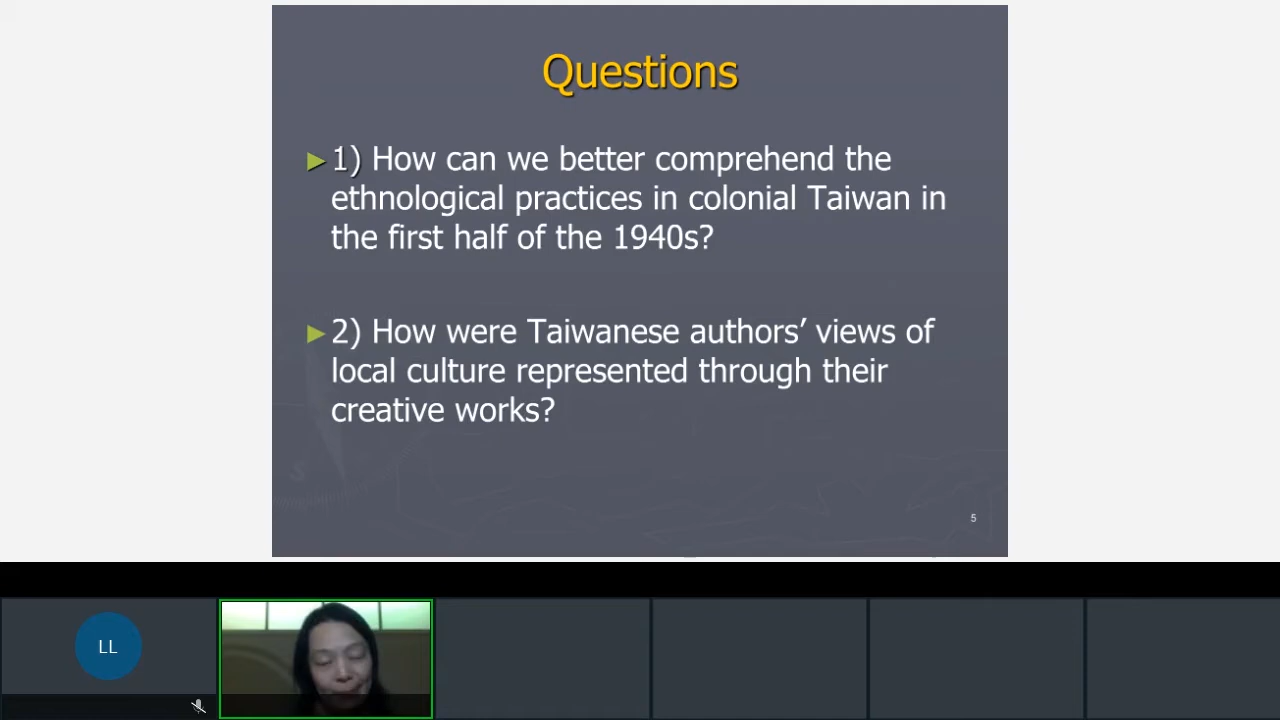 Questions
1) How can we better comprehend the
ethnological practices in colonial Taiwan in
the first half of the 1940s?
2) How were Taiwanese authors’ views of
local culture represented through their
creative works?
5
LL